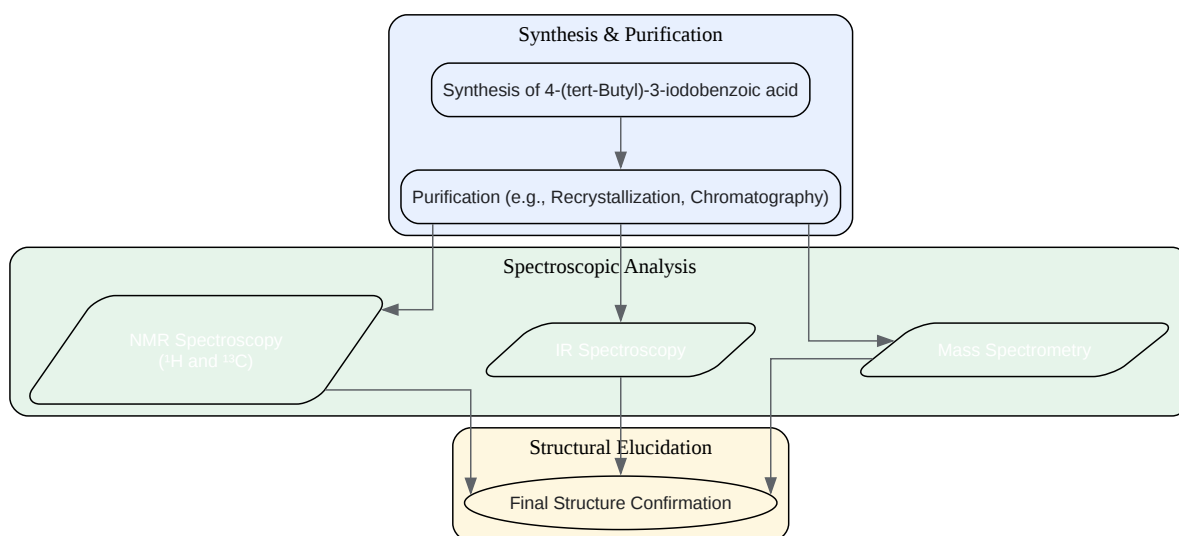 Synthesis & Purification
Synthesis of 4-(tert-Butyl)-3-iodobenzoic acid
Purification (e.g., Recrystallization, Chromatography)
Spectroscopic Analysis
NMR Spectroscopy
(¹H and ¹³C)
IR Spectroscopy
Mass Spectrometry
Structural Elucidation
Final Structure Confirmation